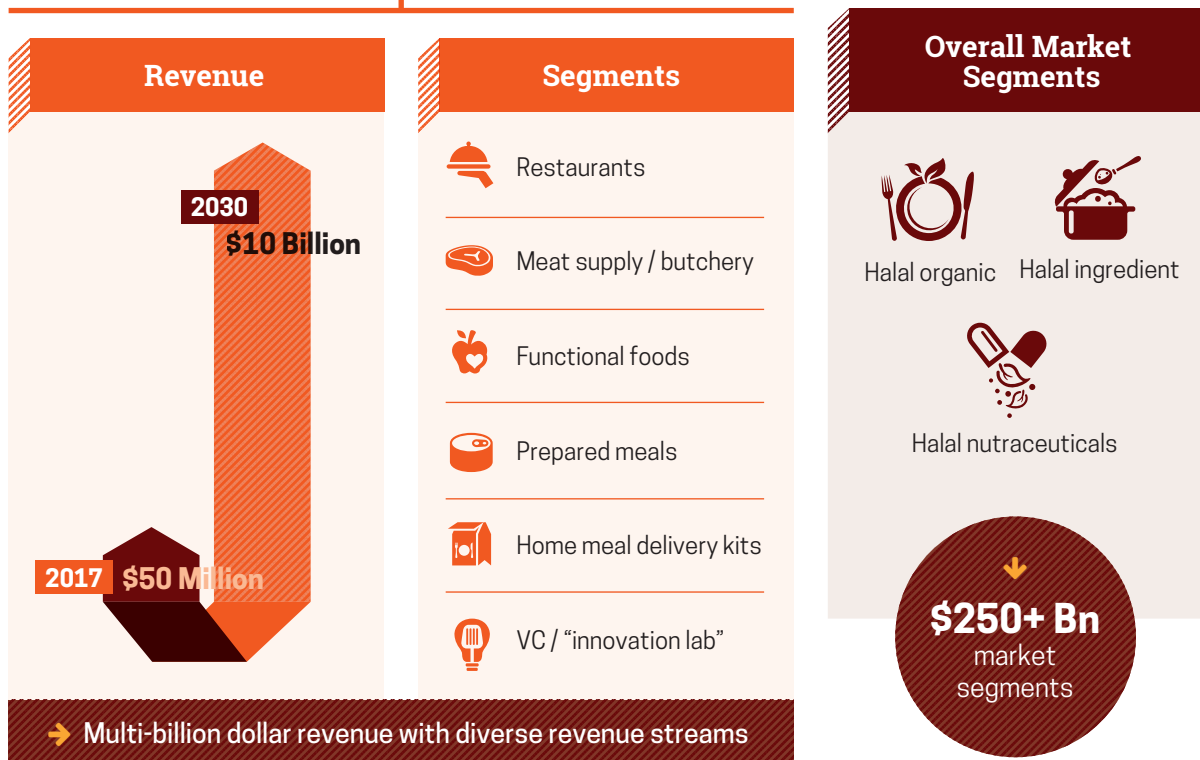 Revenue
2030
$10 Billion
2017
$50 Million
Segments
Restaurants
Meat supply / butchery
Functional foods
Prepared meals
Home meal delivery kits
VC / “innovation lab”
Multi-billion dollar revenue with diverse revenue streams
Overall Market
Segments
Halal organic
Halal ingredient
Halal nutraceuticals
$250+ Bn
market
segments